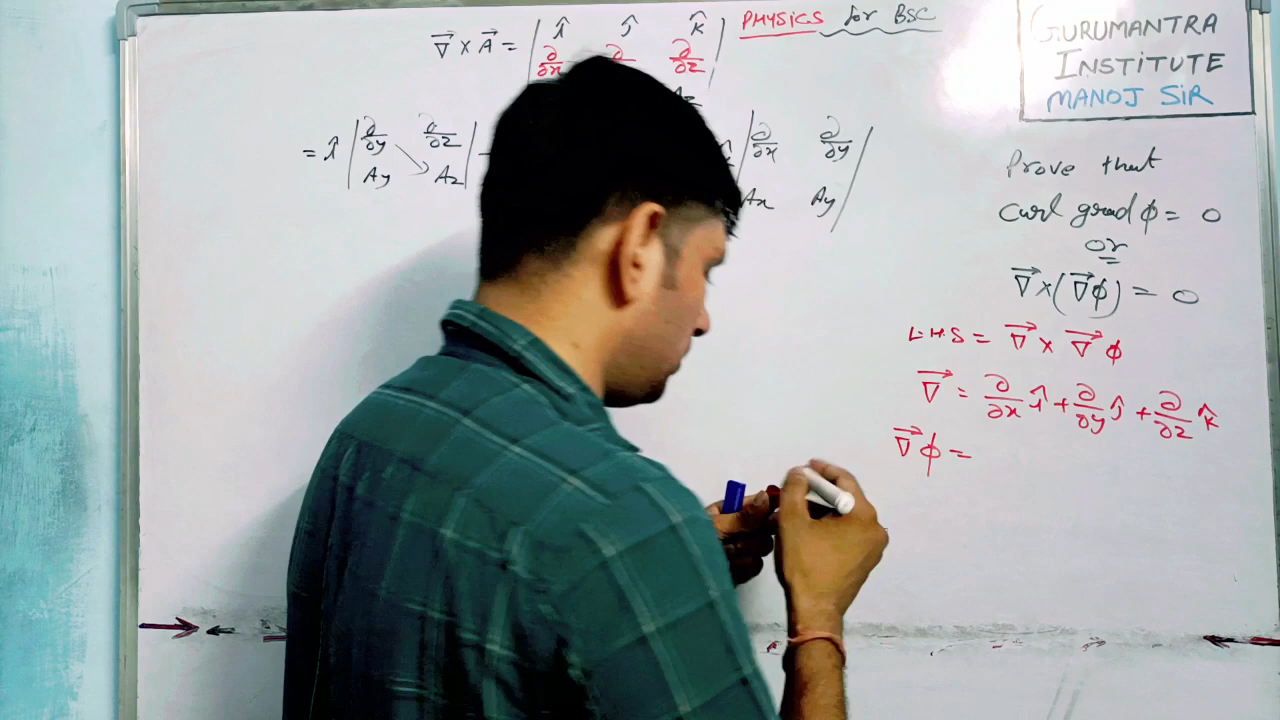 ∇⃗ × A⃗ = | î ĵ k̂ |
∂/∂x ∂ ∂/∂z
= î | ∂/∂y ∂/∂z | | ∂/∂x ∂/∂y |
Ay Az Ax Ay
PHYSICS for BSC
GURUMANTRA
INSTITUTE
MANOJ SIR
Prove that
curl grad ϕ = 0
or
∇⃗ × (∇⃗ϕ) = 0
LHS = ∇⃗ × ∇⃗ ϕ
∇⃗ = ∂/∂x î + ∂/∂y ĵ + ∂/∂z k̂
∇⃗ ϕ =